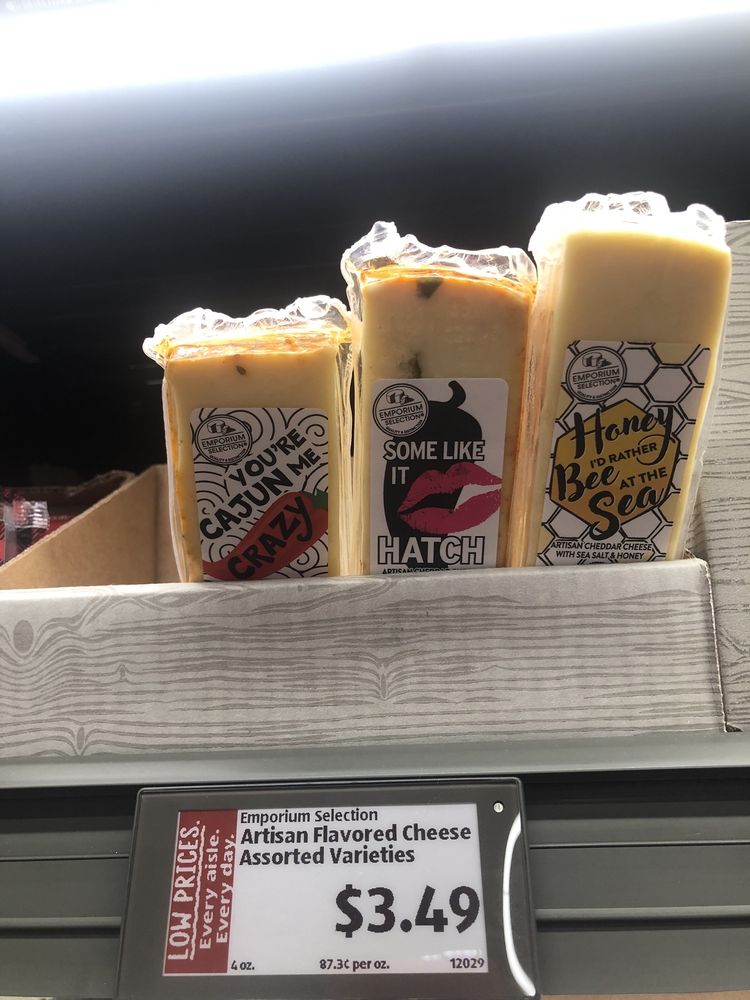 EMPORIUM
SELECTION®
YOU'RE
CAJUN ME
CRAZY
EMPORIUM
SELECTION®
SOME LIKE
IT
HATCH
EMPORIUM
SELECTION®
Honey
I'D RATHER
Bee AT THE
Sea
ARTISAN CHEDDAR CHEESE
WITH SEA SALT & HONEY
LOW PRICES.
Every aisle.
Every day.
Emporium Selection
Artisan Flavored Cheese
Assorted Varieties
$3.49
4 oz.
87.3¢ per oz.
12029